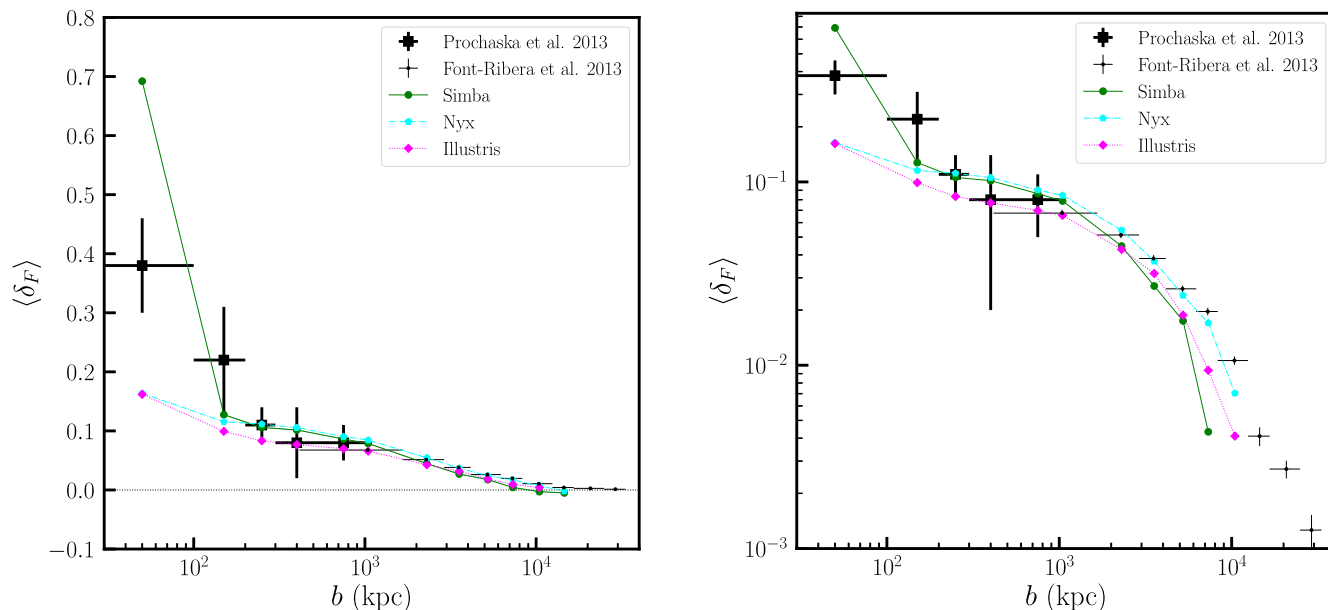 0.8
0.7
0.6
0.5
0.4
0.3
0.2
0.1
0.0
−0.1
⟨δ_F⟩
10²
10³
10⁴
b (kpc)
Prochaska et al. 2013
Font-Ribera et al. 2013
Simba
Nyx
Illustris
10⁻¹
10⁻²
10⁻³
⟨δ_F⟩
10²
10³
10⁴
b (kpc)
Prochaska et al. 2013
Font-Ribera et al. 2013
Simba
Nyx
Illustris